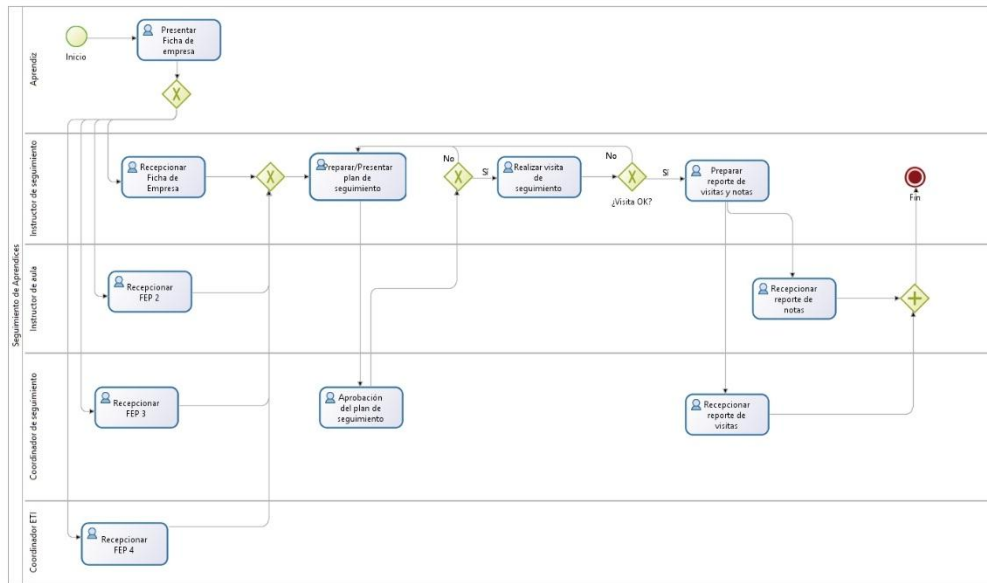 Seguimiento de Aprendices
Aprendiz
Inicio
Presentar
Ficha de
empresa
Instructor de seguimiento
Recepcionar
Ficha de
Empresa
Preparar/Presentar
plan de
seguimiento
No
Sí
Realizar visita
de
seguimiento
No
¿Visita OK?
Sí
Preparar
reporte de
visitas y notas
Fin
Instructor de aula
Recepcionar
FEP 2
Recepcionar
reporte de
notas
Coordinador de seguimiento
Recepcionar
FEP 3
Aprobación
del plan de
seguimiento
Recepcionar
reporte de
visitas
Coordinador ETI
Recepcionar
FEP 4